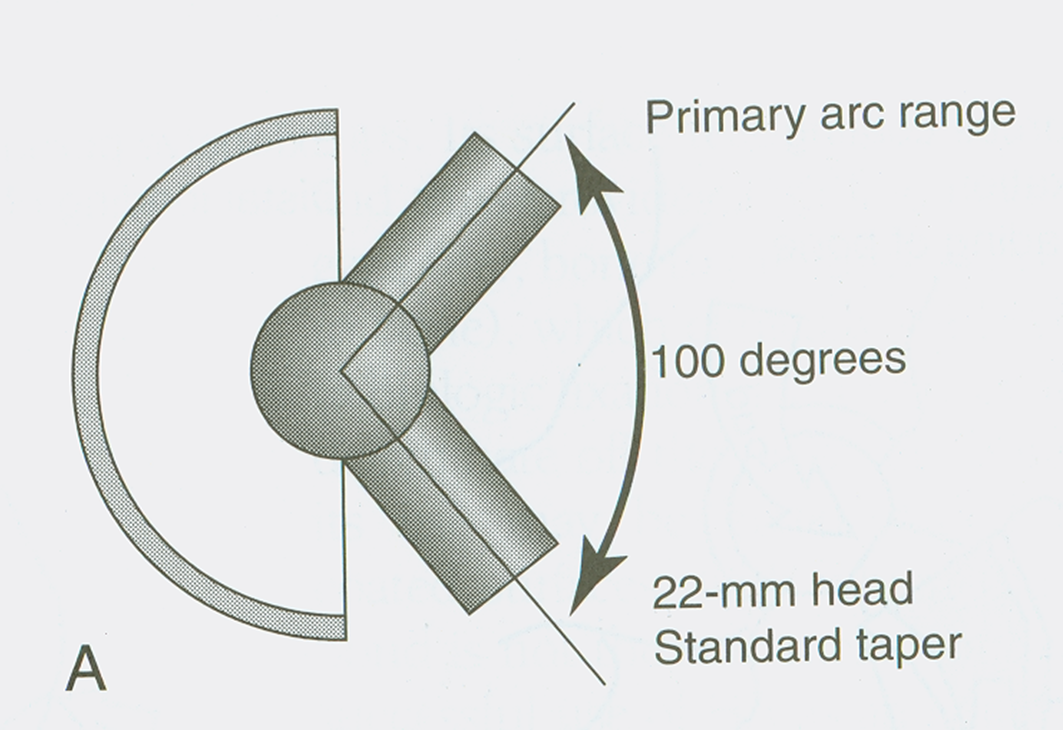 Primary arc range
100 degrees
22-mm head
Standard taper
A